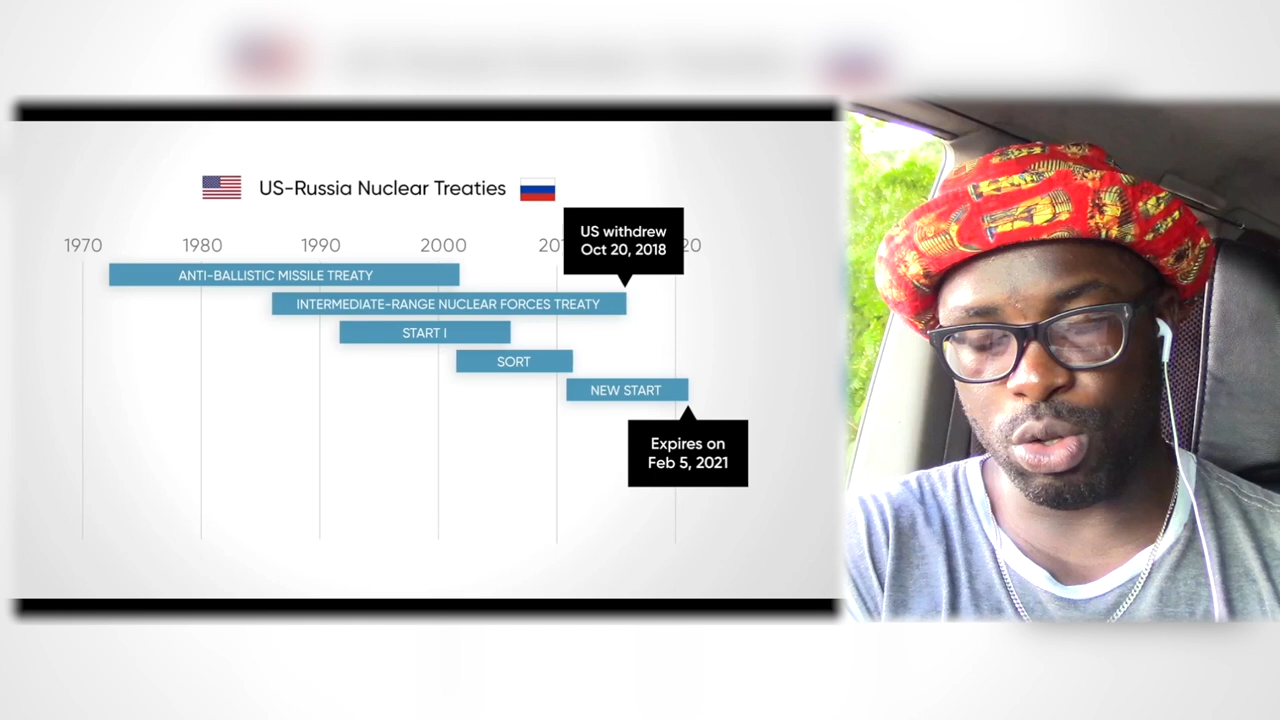 US-Russia Nuclear Treaties
US withdrew
Oct 20, 2018
1970
1980
1990
2000
ANTI-BALLISTIC MISSILE TREATY
INTERMEDIATE-RANGE NUCLEAR FORCES TREATY
START I
SORT
NEW START
Expires on
Feb 5, 2021